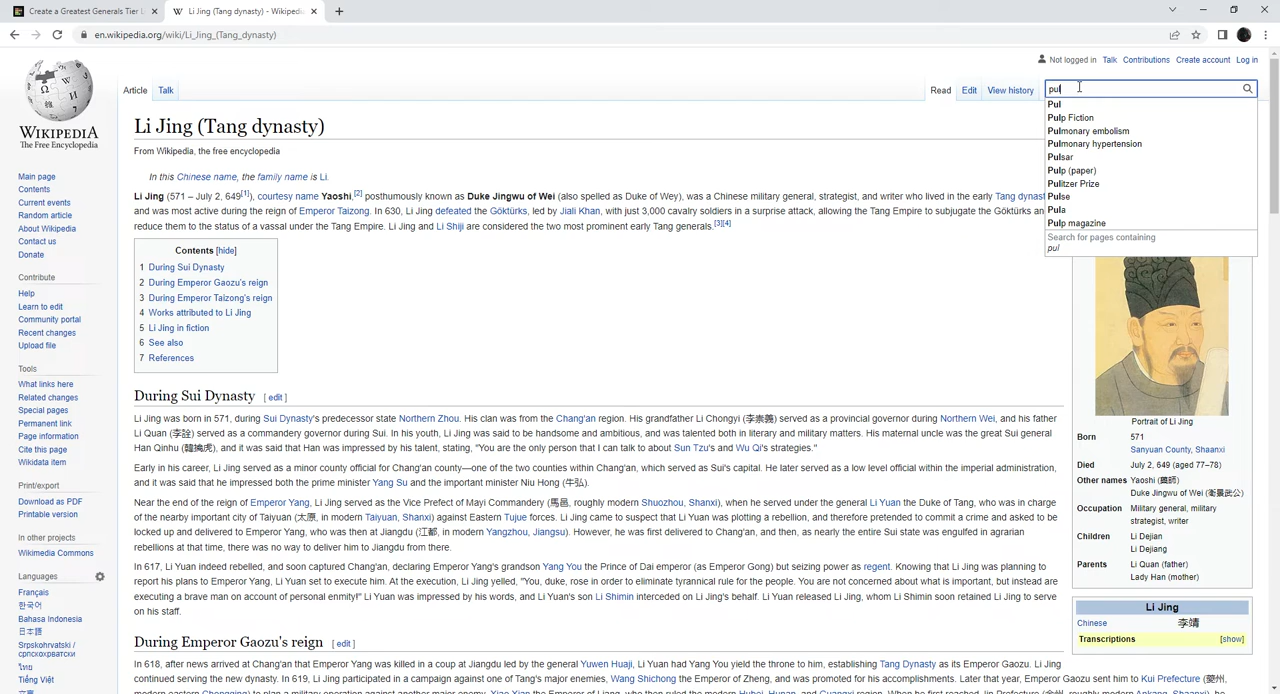 Create a Greatest Generals Tier Li
Li Jing (Tang dynasty) - Wikipedia
en.wikipedia.org/wiki/Li_Jing_(Tang_dynasty)
Not logged in Talk Contributions Create account Log in
WIKIPEDIA
The Free Encyclopedia
Article Talk Read Edit View history
pul
Pul
Pulp Fiction
Pulmonary embolism
Pulmonary hypertension
Pulsar
Pulp (paper)
Pulitzer Prize
Pulse
Pula
Pulp magazine
Search for pages containing
pul
Main page
Contents
Current events
Random article
About Wikipedia
Contact us
Donate
Contribute
Help
Learn to edit
Community portal
Recent changes
Upload file
Tools
What links here
Related changes
Special pages
Permanent link
Page information
Cite this page
Wikidata item
Print/export
Download as PDF
Printable version
In other projects
Wikimedia Commons
Languages
Français
한국어
Bahasa Indonesia
日本語
Srpskohrvatski /
српскохрватски
ไทย
Tiếng Việt
Li Jing (Tang dynasty)
From Wikipedia, the free encyclopedia
In this Chinese name, the family name is Li.
Li Jing (571 – July 2, 649[1]), courtesy name Yaoshi,[2] posthumously known as Duke Jingwu of Wei (also spelled as Duke of Wey), was a Chinese military general, strategist, and writer who lived in the early Tang dynast
and was most active during the reign of Emperor Taizong. In 630, Li Jing defeated the Göktürks, led by Jiali Khan, with just 3,000 cavalry soldiers in a surprise attack, allowing the Tang Empire to subjugate the Göktürks an
reduce them to the status of a vassal under the Tang Empire. Li Jing and Li Shiji are considered the two most prominent early Tang generals.[3][4]
Contents [hide]
1 During Sui Dynasty
2 During Emperor Gaozu's reign
3 During Emperor Taizong's reign
4 Works attributed to Li Jing
5 Li Jing in fiction
6 See also
7 References
During Sui Dynasty [ edit ]
Li Jing was born in 571, during Sui Dynasty's predecessor state Northern Zhou. His clan was from the Chang'an region. His grandfather Li Chongyi (李崇義) served as a provincial governor during Northern Wei, and his father
Li Quan (李詮) served as a commandery governor during Sui. In his youth, Li Jing was said to be handsome and ambitious, and was talented both in literary and military matters. His maternal uncle was the great Sui general
Han Qinhu (韓擒虎), and it was said that Han was impressed by his talent, stating, "You are the only person that I can talk to about Sun Tzu's and Wu Qi's strategies."
Early in his career, Li Jing served as a minor county official for Chang'an county—one of the two counties within Chang'an, which served as Sui's capital. He later served as a low level official within the imperial administration,
and it was said that he impressed both the prime minister Yang Su and the important minister Niu Hong (牛弘).
Near the end of the reign of Emperor Yang, Li Jing served as the Vice Prefect of Mayi Commandery (馬邑, roughly modern Shuozhou, Shanxi), when he served under the general Li Yuan the Duke of Tang, who was in charge
of the nearby important city of Taiyuan (太原, in modern Taiyuan, Shanxi) against Eastern Tujue forces. Li Jing came to suspect that Li Yuan was plotting a rebellion, and therefore pretended to commit a crime and asked to be
locked up and delivered to Emperor Yang, who was then at Jiangdu (江都, in modern Yangzhou, Jiangsu). However, he was first delivered to Chang'an, and then, as nearly the entire Sui state was engulfed in agrarian
rebellions at that time, there was no way to deliver him to Jiangdu from there.
In 617, Li Yuan indeed rebelled, and soon captured Chang'an, declaring Emperor Yang's grandson Yang You the Prince of Dai emperor (as Emperor Gong) but seizing power as regent. Knowing that Li Jing was planning to
report his plans to Emperor Yang, Li Yuan set to execute him. At the execution, Li Jing yelled, "You, duke, rose in order to eliminate tyrannical rule for the people. You are not concerned about what is important, but instead are
executing a brave man on account of personal enmity!" Li Yuan was impressed by his words, and Li Yuan's son Li Shimin interceded on Li Jing's behalf. Li Yuan released Li Jing, whom Li Shimin soon retained Li Jing to serve
on his staff.
During Emperor Gaozu's reign [ edit ]
In 618, after news arrived at Chang'an that Emperor Yang was killed in a coup at Jiangdu led by the general Yuwen Huaji, Li Yuan had Yang You yield the throne to him, establishing Tang Dynasty as its Emperor Gaozu. Li Jing
continued serving the new dynasty. In 619, Li Jing participated in a campaign against one of Tang's major enemies, Wang Shichong the Emperor of Zheng, and was promoted for his accomplishments. Later that year, Emperor Gaozu sent him to Kui Prefecture (夔州,
Portrait of Li Jing
Born 571
Sanyuan County, Shaanxi
Died July 2, 649 (aged 77–78)
Other names Yaoshi (藥師)
Duke Jingwu of Wei (衛景武公)
Occupation Military general, military
strategist, writer
Children Li Dejian
Li Dejiang
Parents Li Quan (father)
Lady Han (mother)
Li Jing
Chinese 李靖
Transcriptions [show]